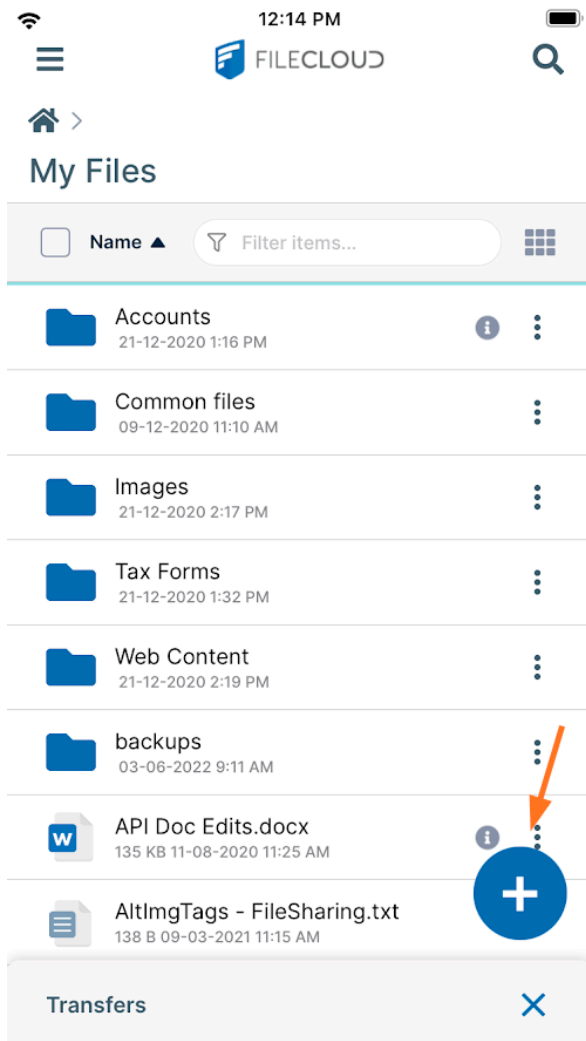 12:14 PM
FILECLOUD
My Files
Name ▲
Filter items...
Accounts
21-12-2020 1:16 PM
Common files
09-12-2020 11:10 AM
Images
21-12-2020 2:17 PM
Tax Forms
21-12-2020 1:32 PM
Web Content
21-12-2020 2:19 PM
backups
03-06-2022 9:11 AM
API Doc Edits.docx
135 KB 11-08-2020 11:25 AM
AltImgTags - FileSharing.txt
138 B 09-03-2021 11:15 AM
Transfers